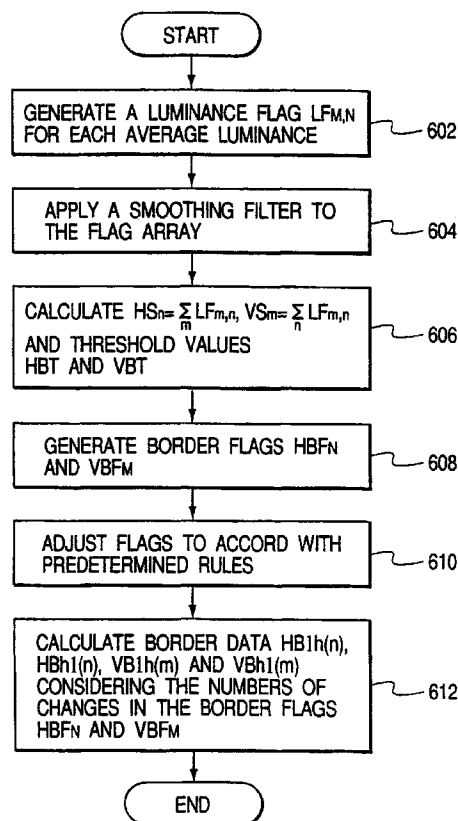 START
GENERATE A LUMINANCE FLAG LFM,N
FOR EACH AVERAGE LUMINANCE
602
APPLY A SMOOTHING FILTER TO
THE FLAG ARRAY
604
CALCULATE HSn=∑m LFm,n, VSm=∑n LFm,n
AND THRESHOLD VALUES
HBT AND VBT
606
GENERATE BORDER FLAGS HBFN
AND VBFM
608
ADJUST FLAGS TO ACCORD WITH
PREDETERMINED RULES
610
CALCULATE BORDER DATA HB1h(n),
HBh1(n), VB1h(m) AND VBh1(m)
CONSIDERING THE NUMBERS OF
CHANGES IN THE BORDER FLAGS
HBFN AND VBFM
612
END